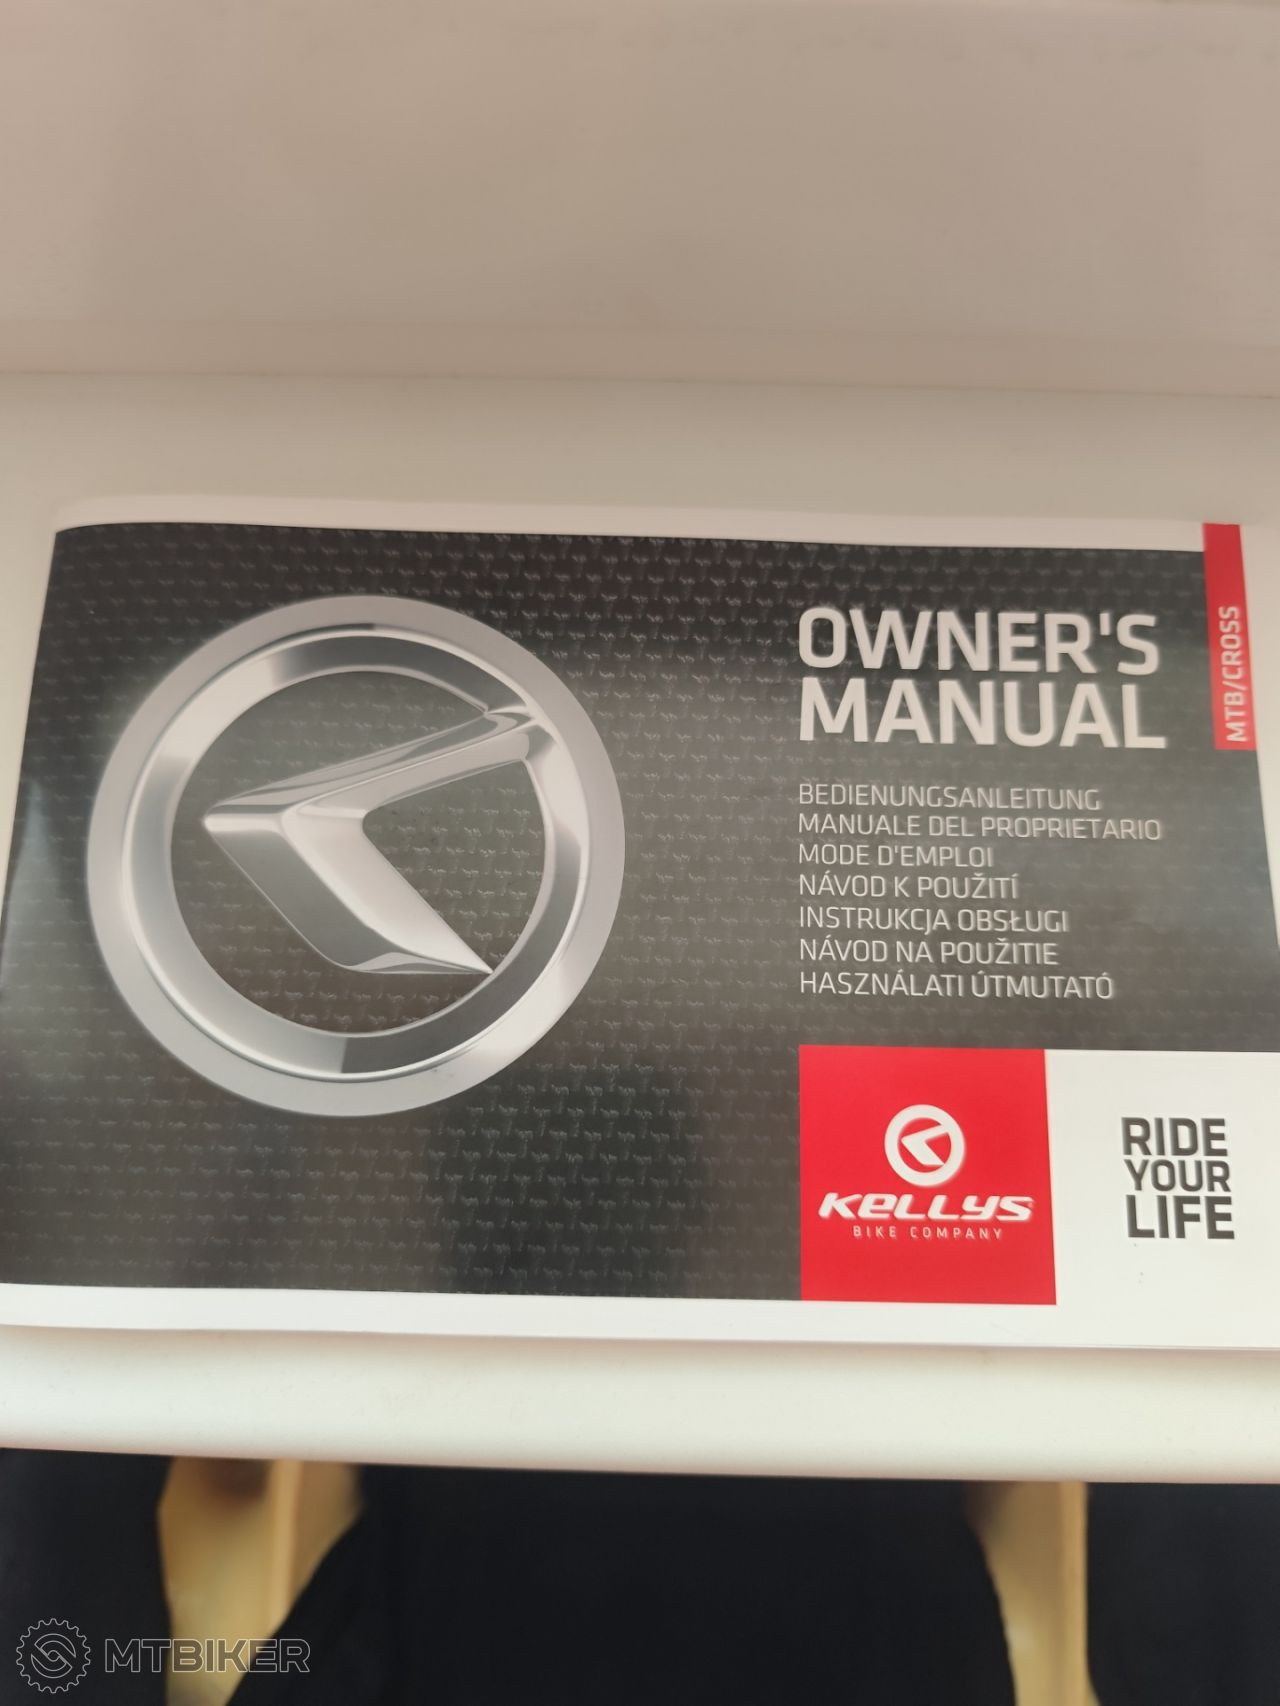 OWNER'S
MANUAL
MTB/CROSS
BEDIENUNGSANLEITUNG
MANUALE DEL PROPRIETARIO
MODE D'EMPLOI
NÁVOD K POUŽITÍ
INSTRUKCJA OBSŁUGI
NÁVOD NA POUŽITIE
HASZNÁLATI ÚTMUTATÓ
KELLYS
BIKE COMPANY
RIDE
YOUR
LIFE
MTBIKER